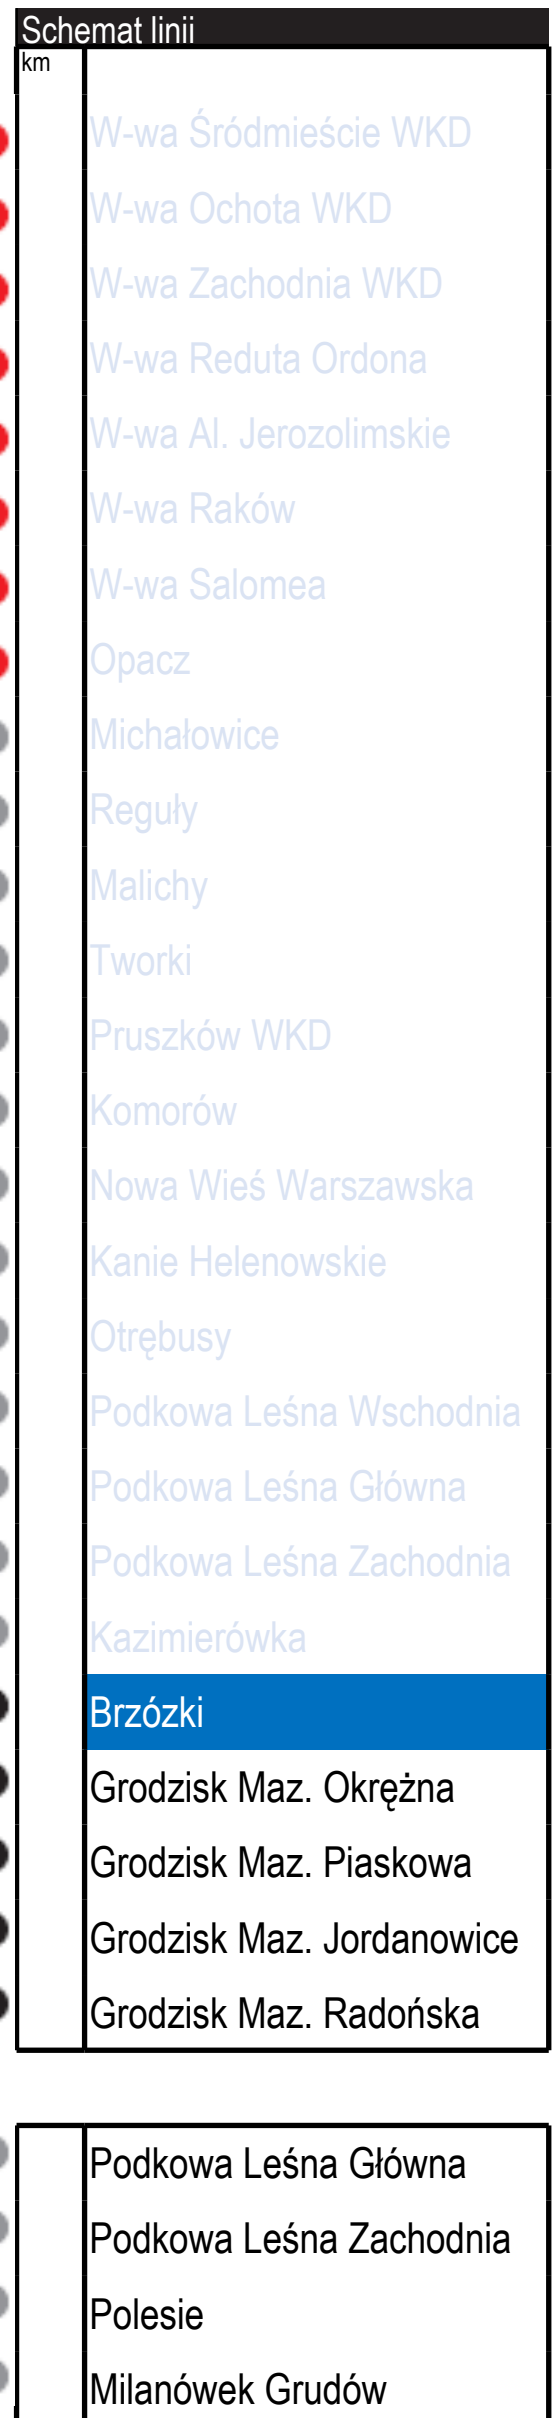 Schemat linii
km
W-wa Śródmieście WKD
W-wa Ochota WKD
W-wa Zachodnia WKD
W-wa Reduta Ordona
W-wa Al. Jerozolimskie
W-wa Raków
W-wa Salomea
Opacz
Michałowice
Reguły
Malichy
Tworki
Pruszków WKD
Komorów
Nowa Wieś Warszawska
Kanie Helenowskie
Otrębusy
Podkowa Leśna Wschodnia
Podkowa Leśna Główna
Podkowa Leśna Zachodnia
Kazimierówka
Brzózki
Grodzisk Maz. Okrężna
Grodzisk Maz. Piaskowa
Grodzisk Maz. Jordanowice
Grodzisk Maz. Radońska
Podkowa Leśna Główna
Podkowa Leśna Zachodnia
Polesie
Milanówek Grudów